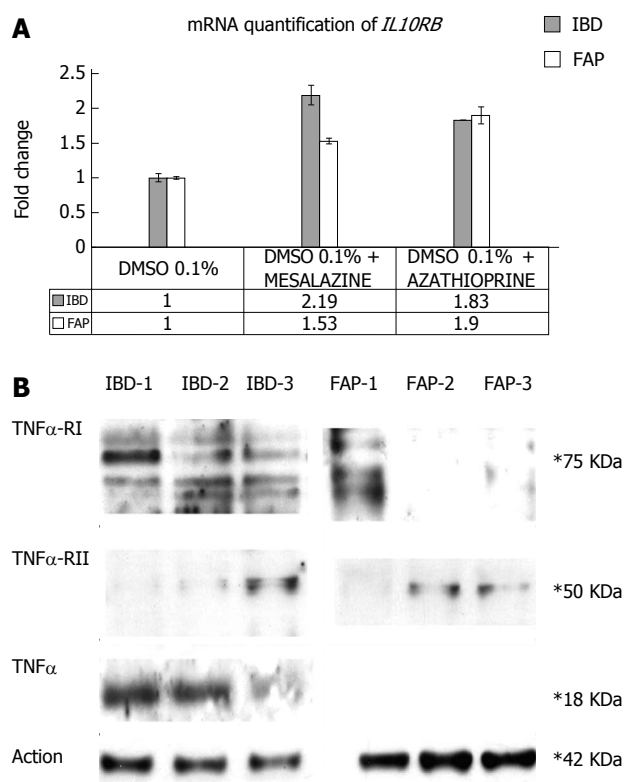 A
mRNA quantification of IL10RB
IBD
FAP
Fold change
2.5
2
1.5
1
0.5
0
DMSO 0.1%
DMSO 0.1% +
MESALAZINE
DMSO 0.1% +
AZATHIOPRINE
IBD 1 2.19 1.83
FAP 1 1.53 1.9
B
IBD-1 IBD-2 IBD-3 FAP-1 FAP-2 FAP-3
TNFα-RI
*75 KDa
TNFα-RII
*50 KDa
TNFα
*18 KDa
Action
*42 KDa